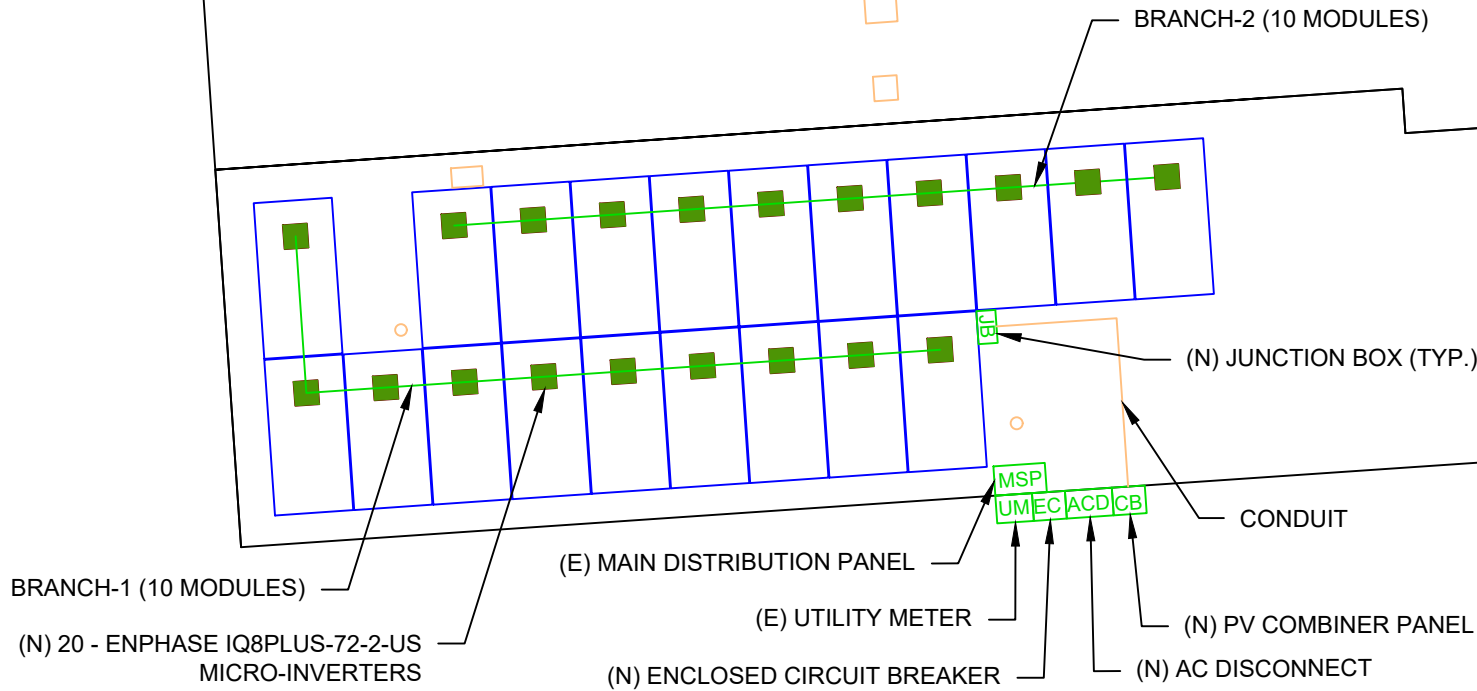 BRANCH-2 (10 MODULES)
JB
(N) JUNCTION BOX (TYP.)
MSP
UM
EC
ACD
CB
CONDUIT
(E) MAIN DISTRIBUTION PANEL
BRANCH-1 (10 MODULES)
(E) UTILITY METER
(N) PV COMBINER PANEL
(N) 20 - ENPHASE IQ8PLUS-72-2-US
MICRO-INVERTERS
(N) ENCLOSED CIRCUIT BREAKER
(N) AC DISCONNECT